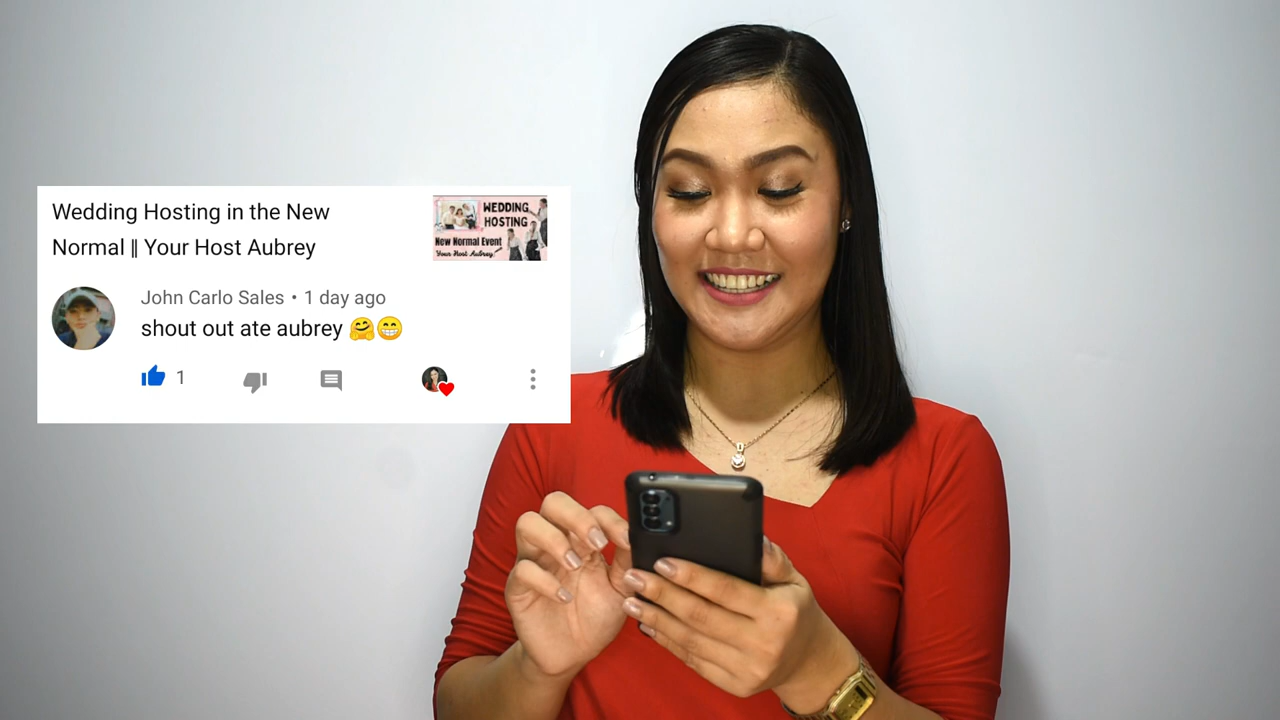 Wedding Hosting in the New
Normal || Your Host Aubrey
WEDDING
HOSTING
New Normal Event
Your Host Aubrey
John Carlo Sales • 1 day ago
shout out ate aubrey 🤗😁
1